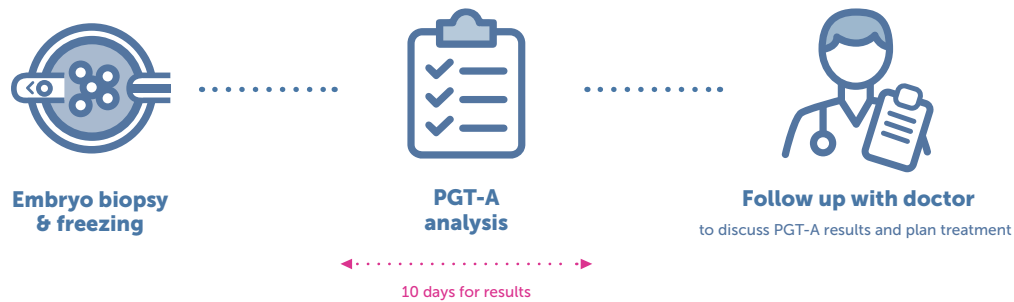 Embryo biopsy
& freezing
PGT-A
analysis
Follow up with doctor
to discuss PGT-A results and plan treatment
10 days for results